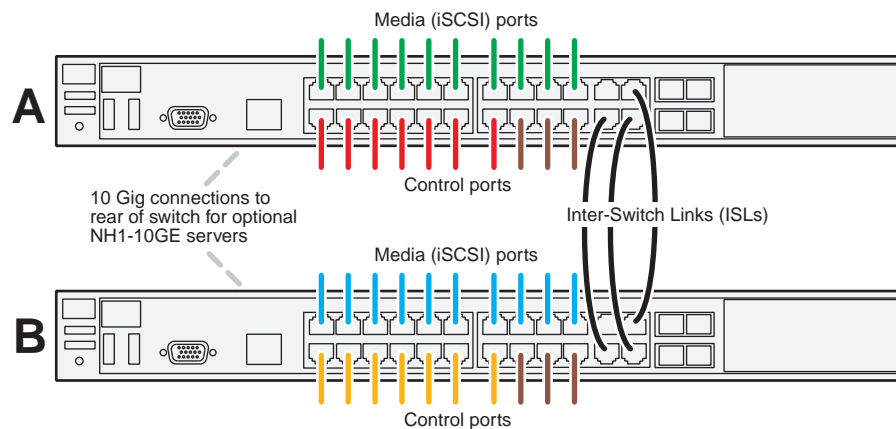 Media (iSCSI) ports
A
Control ports
10 Gig connections to
rear of switch for optional
NH1-10GE servers
Inter-Switch Links (ISLs)
Media (iSCSI) ports
B
Control ports